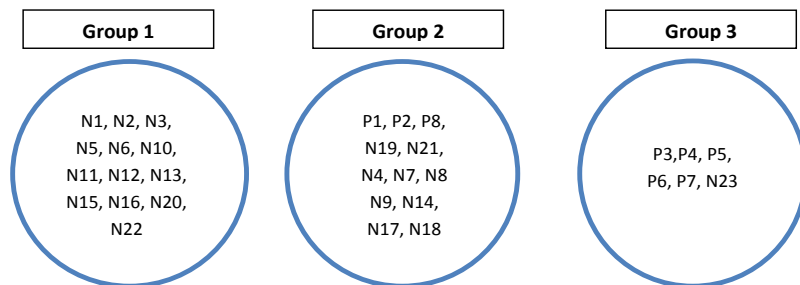 Group 1
N1, N2, N3,
N5, N6, N10,
N11, N12, N13,
N15, N16, N20,
N22
Group 2
P1, P2, P8,
N19, N21,
N4, N7, N8
N9, N14,
N17, N18
Group 3
P3,P4, P5,
P6, P7, N23